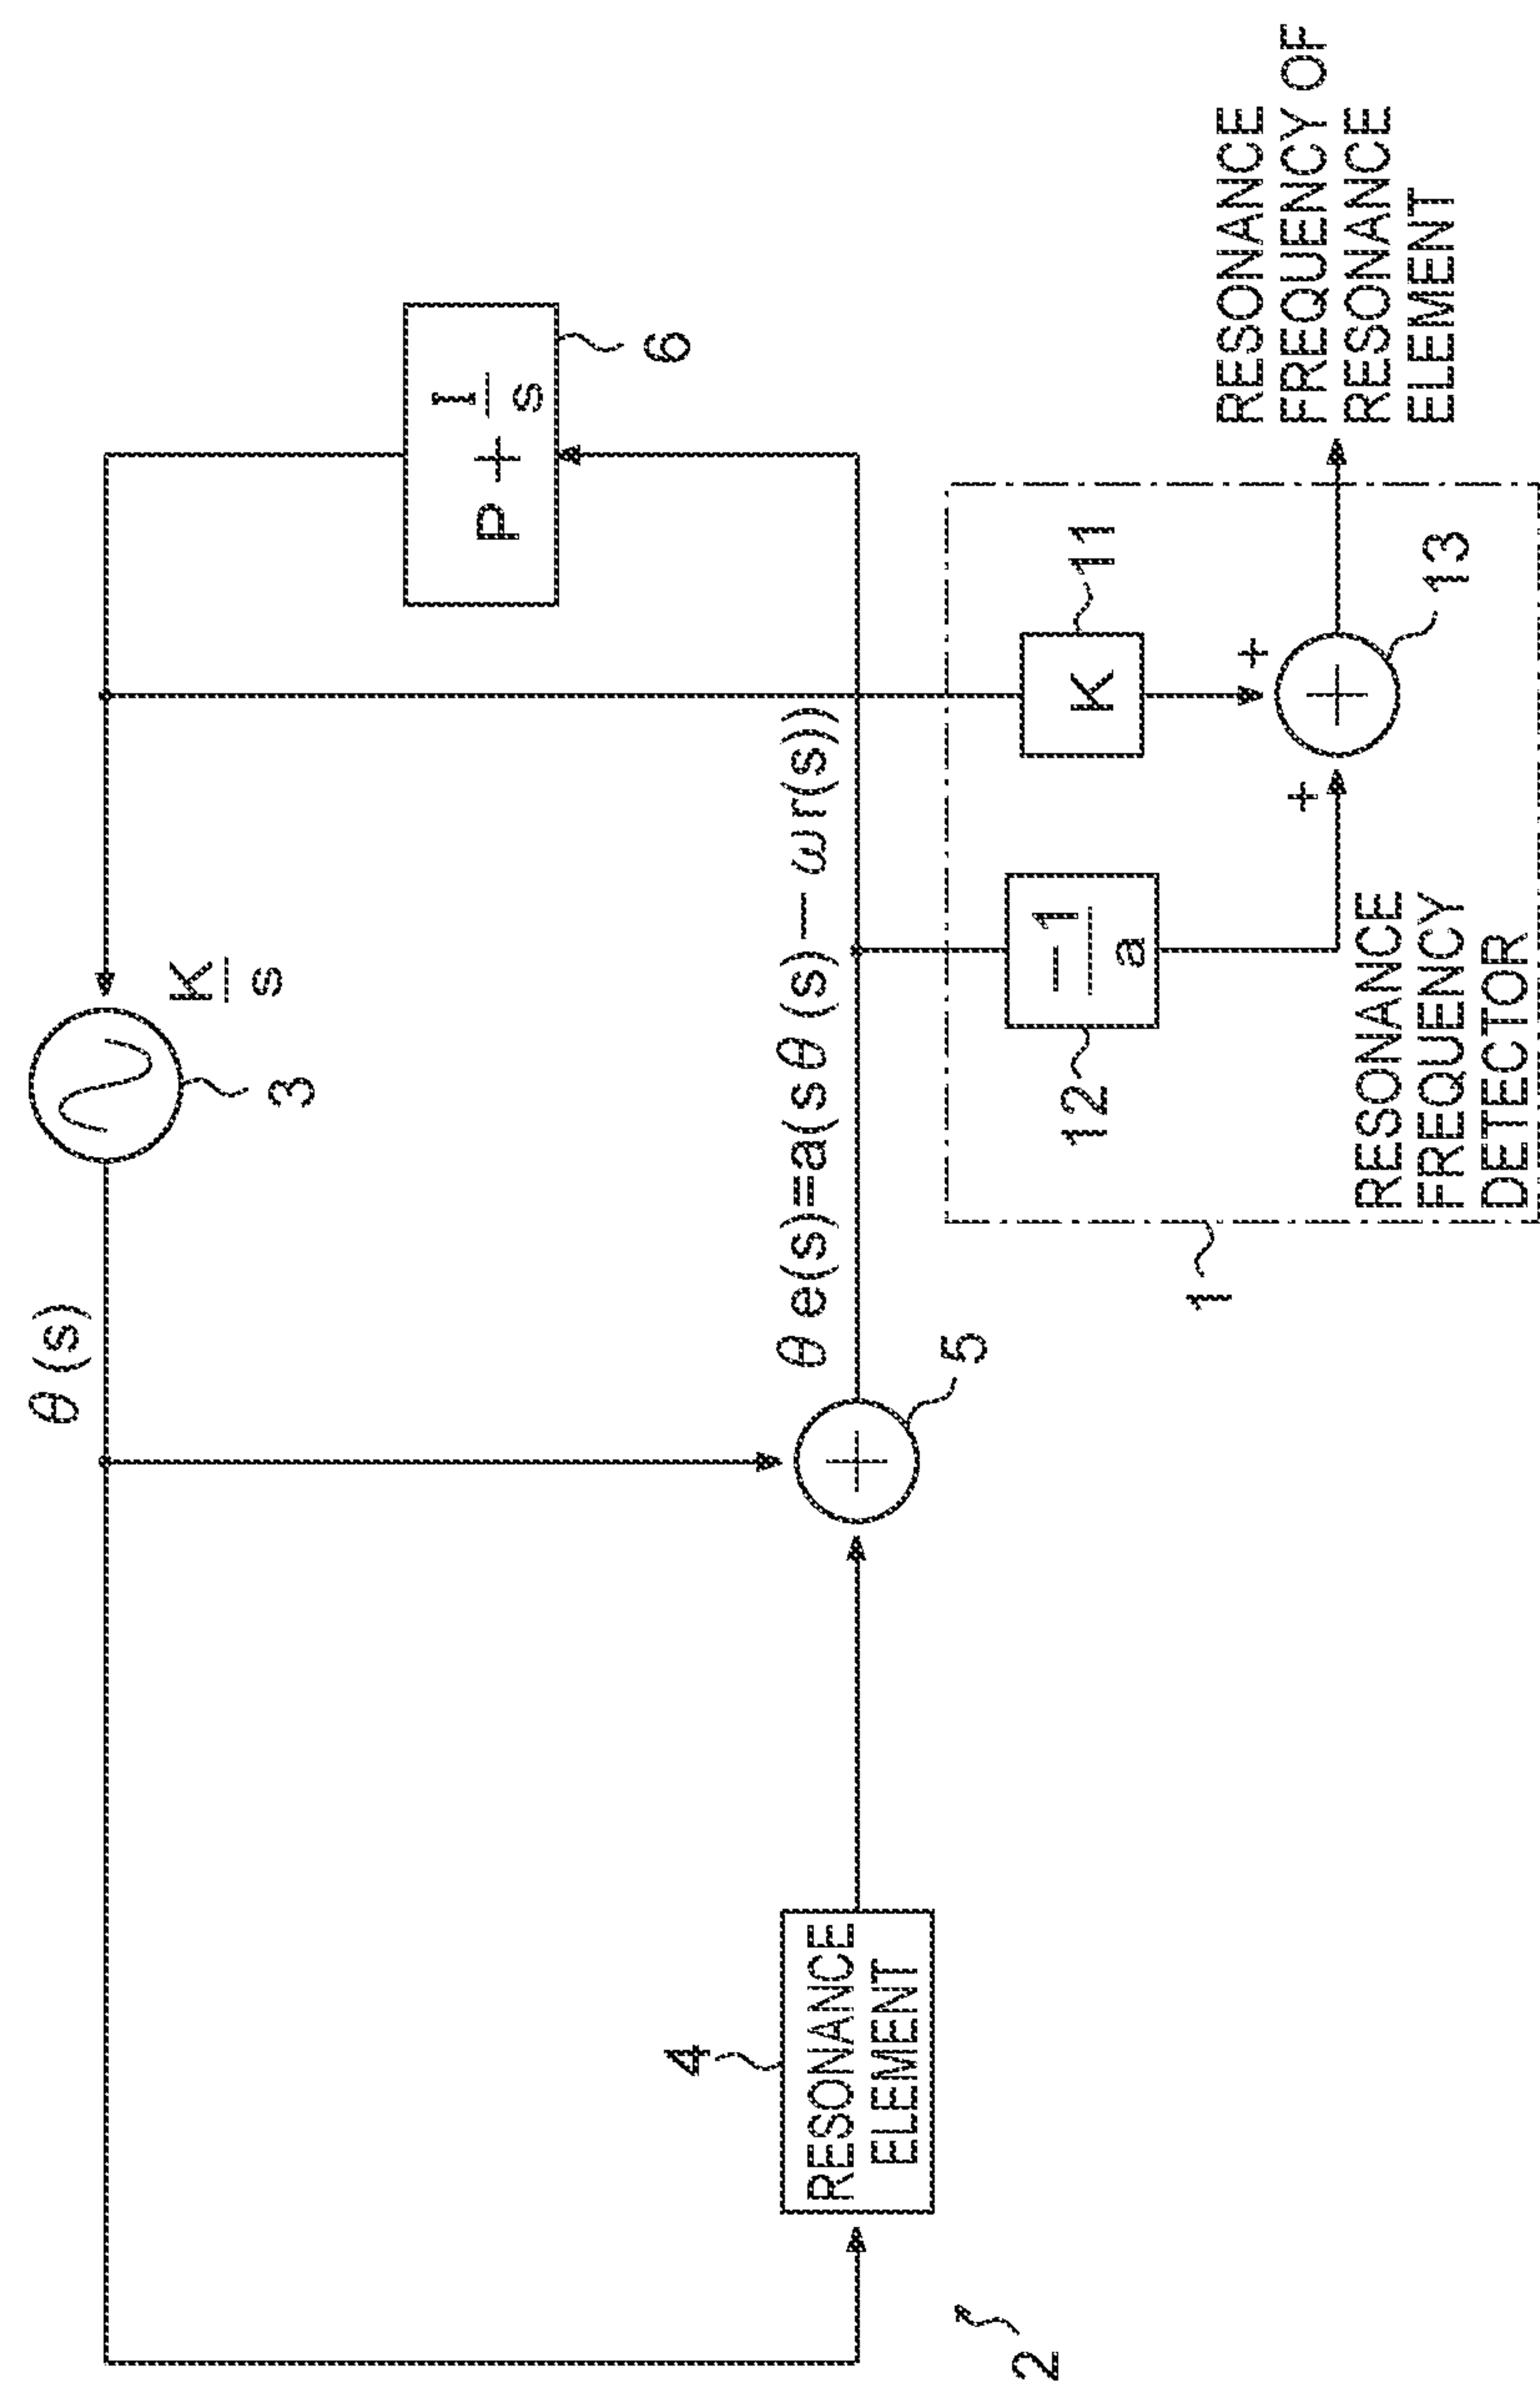 θ(s)
K
s
3
P+
I
s
6
θe(s)=a(sθ(s)−ωr(s))
5
4
RESONANCE
ELEMENT
2
1
12
−1
a
K
11
+
+
13
RESONANCE
FREQUENCY
DETECTOR
RESONANCE
FREQUENCY OF
RESONANCE
ELEMENT